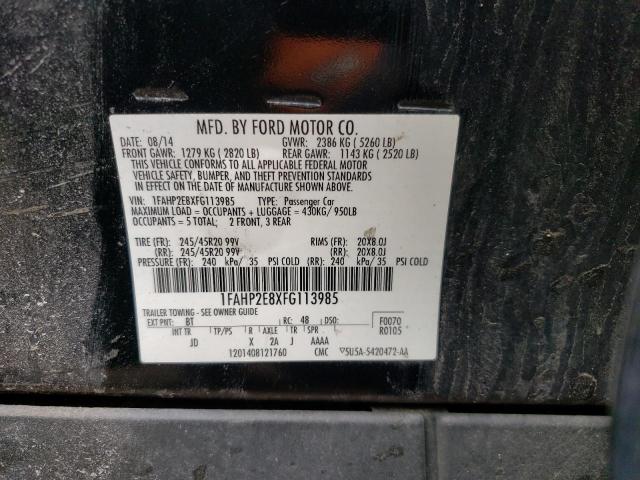 MFD. BY FORD MOTOR CO.
DATE: 08/14 GVWR: 2386 KG ( 5260 LB)
FRONT GAWR: 1279 KG ( 2820 LB) REAR GAWR: 1143 KG ( 2520 LB)
THIS VEHICLE CONFORMS TO ALL APPLICABLE FEDERAL MOTOR
VEHICLE SAFETY, BUMPER, AND THEFT PREVENTION STANDARDS IN
EFFECT ON THE DATE OF MANUFACTURE SHOWN ABOVE.
VIN: 1FAHP2E8XFG113985 TYPE: Passenger Car
MAXIMUM LOAD = OCCUPANTS + LUGGAGE = 430KG/ 950LB
OCCUPANTS = 5 TOTAL; 2 FRONT, 3 REAR
TIRE (FR): 245/45R20 99V RIMS (FR): 20X8.0J
(RR): 245/45R20 99V (RR): 20X8.0J
PRESSURE (FR): 240 kPa/ 35 PSI COLD (RR): 240 kPa/ 35 PSI COLD
1FAHP2E8XFG113985
TRAILER TOWING - SEE OWNER GUIDE
EXT PNT: BT RC: 48 DSO: F0070
INT TR TP/PS R AXLE TR SPR R0105
JD X 2A J AAAA
1201408121760 CMC 5U5A-5420472-AA